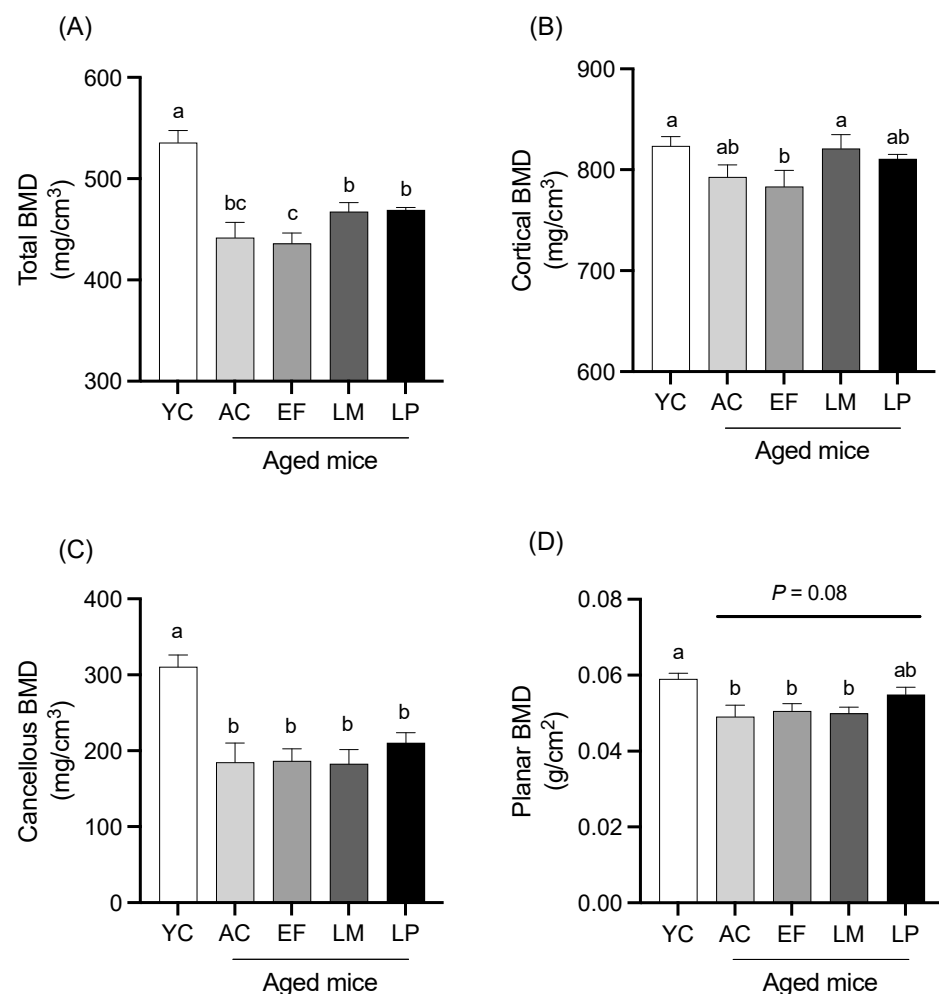 (A)
Total BMD
(mg/cm³)
600
500
400
300
a
bc
c
b
b
YC AC EF LM LP
Aged mice
(B)
Cortical BMD
(mg/cm³)
900
800
700
600
a
ab
b
a
ab
YC AC EF LM LP
Aged mice
(C)
Cancellous BMD
(mg/cm³)
400
300
200
100
0
a
b
b
b
b
YC AC EF LM LP
Aged mice
(D)
Planar BMD
(g/cm²)
0.08
0.06
0.04
0.02
0.00
P = 0.08
a
b
b
b
ab
YC AC EF LM LP
Aged mice